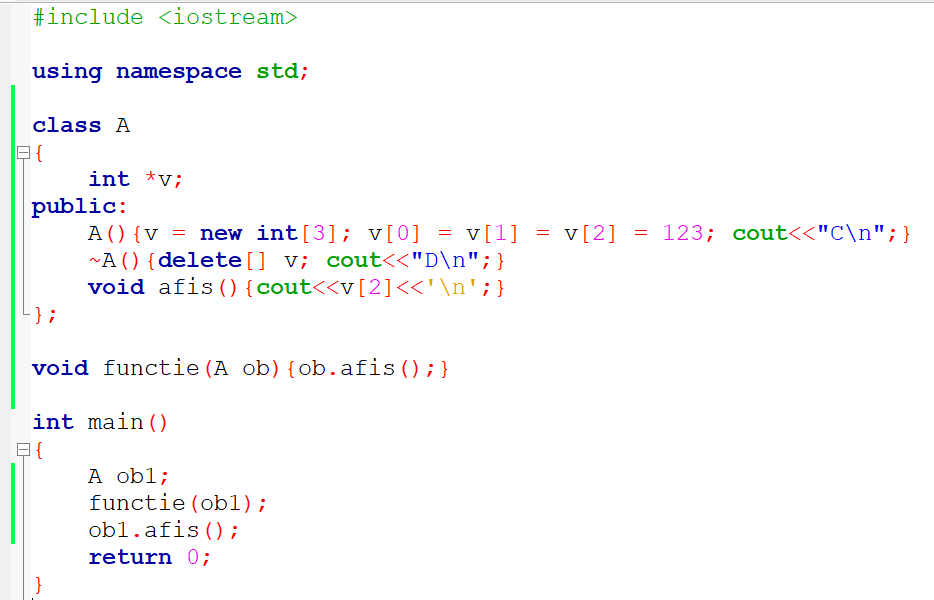 #include <iostream>
using namespace std;
class A
{
int *v;
public:
A(){v = new int[3]; v[0] = v[1] = v[2] = 123; cout<<"C\n";}
~A(){delete[] v; cout<<"D\n";}
void afis(){cout<<v[2]<<'\n';}
};
void functie(A ob){ob.afis();}
int main()
{
A ob1;
functie(ob1);
ob1.afis();
return 0;
}